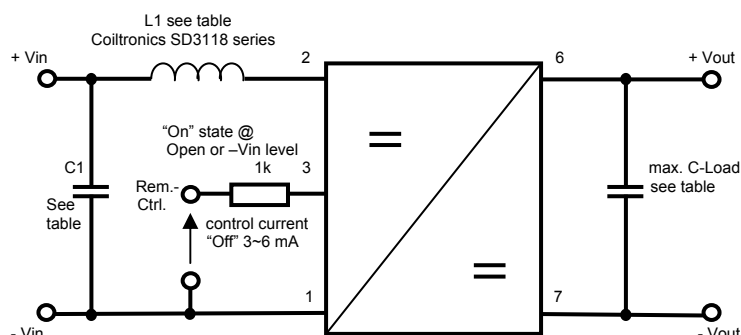 L1 see table
Coiltronics SD3118 series
+ Vin
2
6
+ Vout
“On” state @
Open or –Vin level
1k
3
C1
See
table
Rem.-
Ctrl.
max. C-Load
see table
control current
“Off” 3~6 mA
1
7
- Vin
- Vout